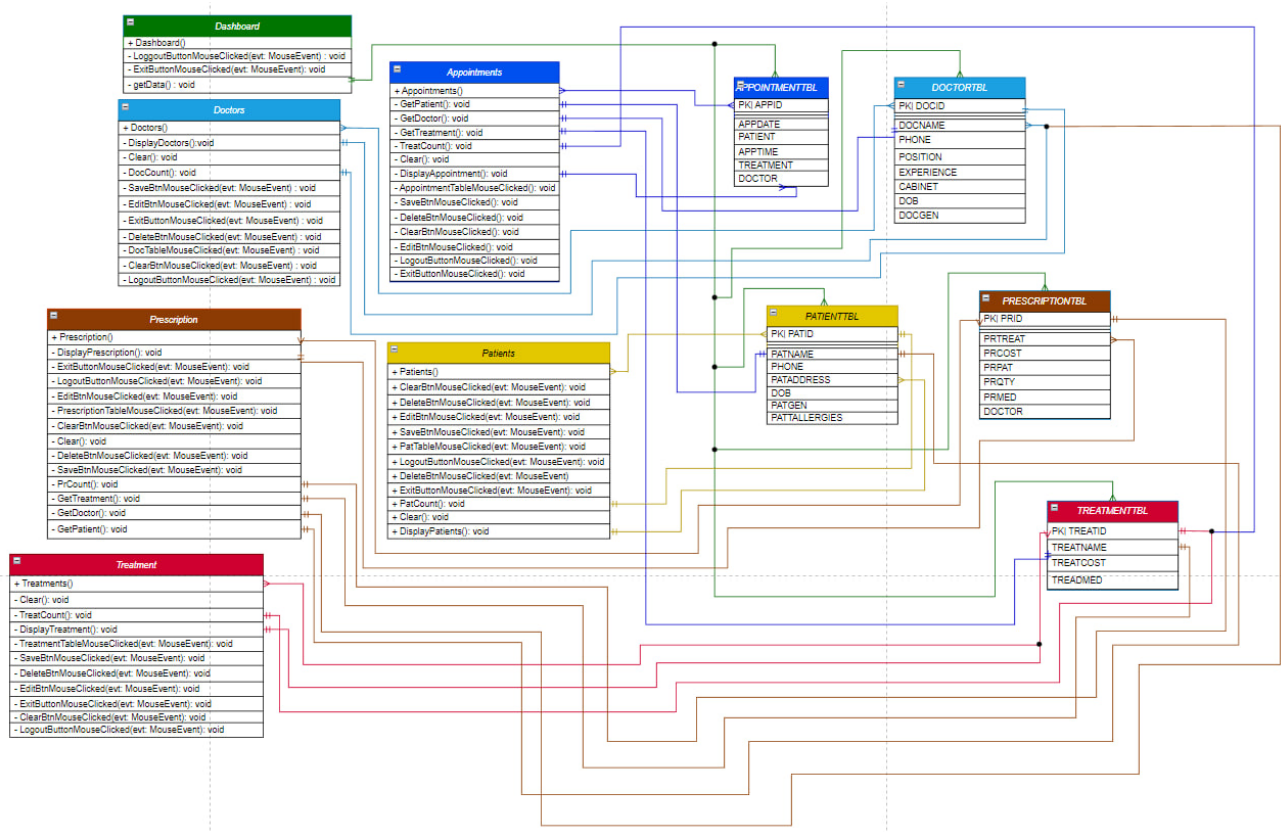 Dashboard
+ Dashboard()
- LoggoutButtonMouseClicked(evt: MouseEvent) : void
- ExitButtonMouseClicked(evt: MouseEvent): void
- getData() : void
Doctors
+ Doctors()
- DisplayDoctors():void
- Clear(): void
- DocCount(): void
- SaveBtnMouseClicked(evt: MouseEvent) : void
- EditBtnMouseClicked(evt: MouseEvent) : void
- ExitButtonMouseClicked(evt: MouseEvent) : void
- DeleteBtnMouseClicked(evt: MouseEvent) : void
- DocTableMouseClicked(evt: MouseEvent) : void
- ClearBtnMouseClicked(evt: MouseEvent) : void
- LogoutButtonMouseClicked(evt: MouseEvent) : void
Appointments
+ Appointments()
- GetPatient(): void
- GetDoctor(): void
- GetTreatment(): void
- TreatCount(): void
- Clear(): void
- DisplayAppointment(): void
- AppointmentTableMouseClicked(): void
- SaveBtnMouseClicked(): void
- DeleteBtnMouseClicked(): void
- ClearBtnMouseClicked(): void
- EditBtnMouseClicked(): void
- LogoutButtonMouseClicked(): void
- ExitButtonMouseClicked(): void
APPOINTMENTTBL
PK| APPID
APPDATE
PATIENT
APPTIME
TREATMENT
DOCTOR
DOCTORTBL
PK| DOCID
DOCNAME
PHONE
POSITION
EXPERIENCE
CABINET
DOB
DOCGEN
Prescription
+ Prescription()
- DisplayPrescription(): void
- ExitButtonMouseClicked(evt: MouseEvent): void
- LogoutButtonMouseClicked(evt: MouseEvent): void
- EditBtnMouseClicked(evt: MouseEvent): void
- PrescriptionTableMouseClicked(evt: MouseEvent): void
- ClearBtnMouseClicked(evt: MouseEvent): void
- Clear(): void
- DeleteBtnMouseClicked(evt: MouseEvent): void
- SaveBtnMouseClicked(evt: MouseEvent): void
- PrCount(): void
- GetTreatment(): void
- GetDoctor(): void
- GetPatient(): void
Patients
+ Patients()
+ ClearBtnMouseClicked(evt: MouseEvent): void
+ DeleteBtnMouseClicked(evt: MouseEvent): void
+ EditBtnMouseClicked(evt: MouseEvent): void
+ SaveBtnMouseClicked(evt: MouseEvent): void
+ PatTableMouseClicked(evt: MouseEvent): void
+ LogoutButtonMouseClicked(evt: MouseEvent): void
+ DeleteBtnMouseClicked(evt: MouseEvent)
+ ExitButtonMouseClicked(evt: MouseEvent): void
+ PatCount(): void
+ Clear(): void
+ DisplayPatients(): void
PATIENTTBL
PK| PATID
PATNAME
PHONE
PATADDRESS
DOB
PATGEN
PATTALLERGIES
PRESCRIPTIONTBL
PK| PRID
PRTREAT
PRCOST
PRPAT
PRQTY
PRMED
DOCTOR
TREATMENTTBL
PK| TREATID
TREATNAME
TREATCOST
TREADMED
Treatment
+ Treatments()
- Clear(): void
- TreatCount(): void
- DisplayTreatment(): void
- TreatmentTableMouseClicked(evt: MouseEvent): void
- SaveBtnMouseClicked(evt: MouseEvent): void
- DeleteBtnMouseClicked(evt: MouseEvent): void
- EditBtnMouseClicked(evt: MouseEvent): void
- ExitButtonMouseClicked(evt: MouseEvent): void
- ClearBtnMouseClicked(evt: MouseEvent): void
- LogoutButtonMouseClicked(evt: MouseEvent): void